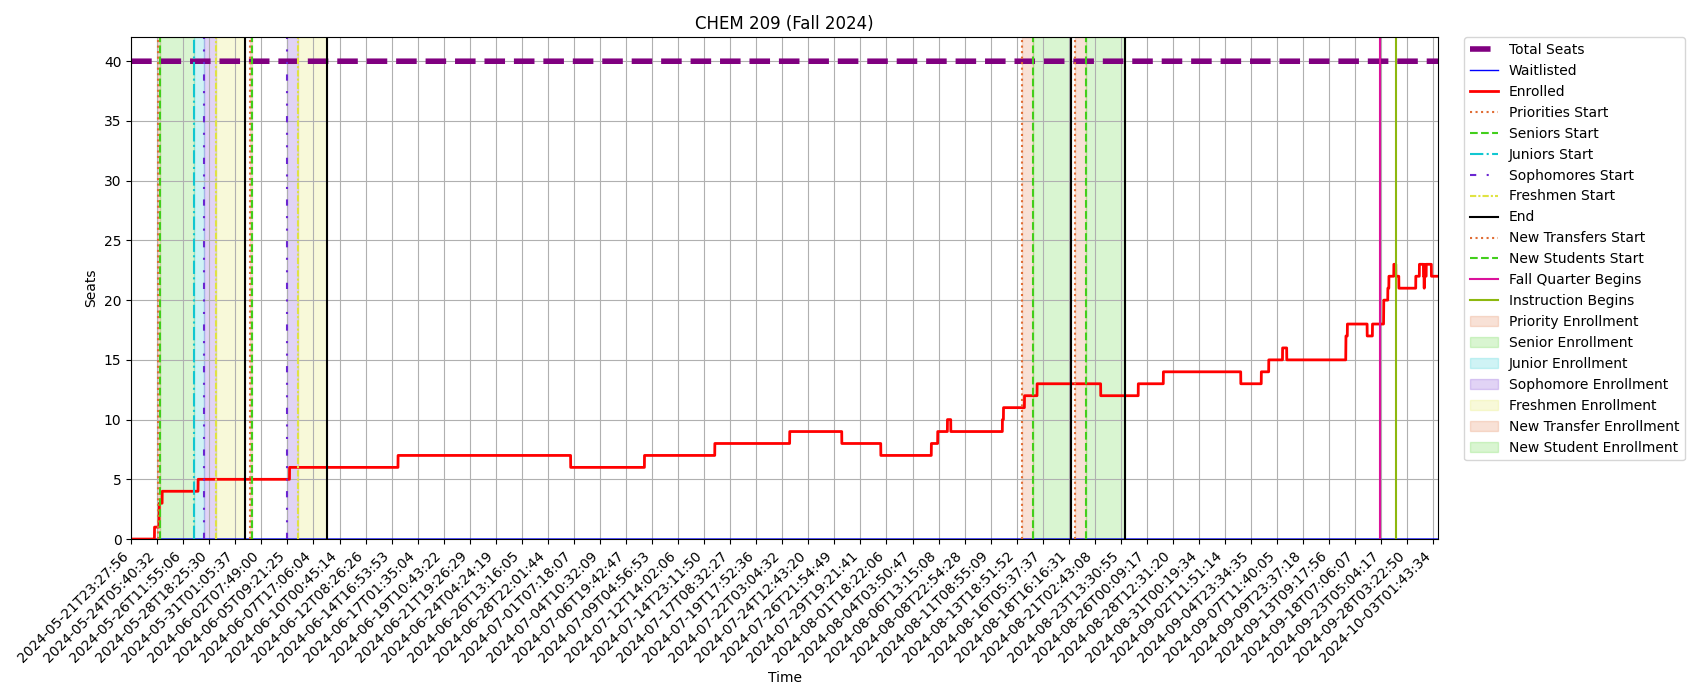 CHEM 209 (Fall 2024)
Seats
40
35
30
25
20
15
10
5
0
2024-05-21T23:27:56
2024-05-24T05:40:32
2024-05-26T11:55:06
2024-05-28T18:25:30
2024-05-31T01:05:37
2024-06-02T07:49:00
2024-06-05T09:21:25
2024-06-07T17:06:04
2024-06-10T00:45:14
2024-06-12T08:26:26
2024-06-14T16:53:53
2024-06-17T01:35:04
2024-06-19T10:43:22
2024-06-21T19:26:29
2024-06-24T04:24:19
2024-06-26T13:16:05
2024-06-28T22:01:44
2024-07-01T07:18:07
2024-07-04T10:32:09
2024-07-06T19:42:47
2024-07-09T04:56:53
2024-07-12T14:02:06
2024-07-14T23:11:50
2024-07-17T08:32:27
2024-07-19T17:52:36
2024-07-22T03:04:32
2024-07-24T12:43:20
2024-07-26T21:54:49
2024-07-29T19:21:41
2024-08-01T18:22:06
2024-08-04T03:50:47
2024-08-06T13:15:08
2024-08-08T22:54:28
2024-08-11T08:55:09
2024-08-13T18:51:52
2024-08-16T05:37:37
2024-08-18T16:16:31
2024-08-21T02:43:08
2024-08-23T13:30:55
2024-08-26T00:09:17
2024-08-28T12:31:20
2024-08-31T00:19:34
2024-09-02T11:51:14
2024-09-04T23:34:35
2024-09-07T11:40:05
2024-09-09T23:37:18
2024-09-13T09:17:56
2024-09-18T07:06:07
2024-09-23T05:04:17
2024-09-28T03:22:50
2024-10-03T01:43:34
Time
Total Seats
Waitlisted
Enrolled
Priorities Start
Seniors Start
Juniors Start
Sophomores Start
Freshmen Start
End
New Transfers Start
New Students Start
Fall Quarter Begins
Instruction Begins
Priority Enrollment
Senior Enrollment
Junior Enrollment
Sophomore Enrollment
Freshmen Enrollment
New Transfer Enrollment
New Student Enrollment